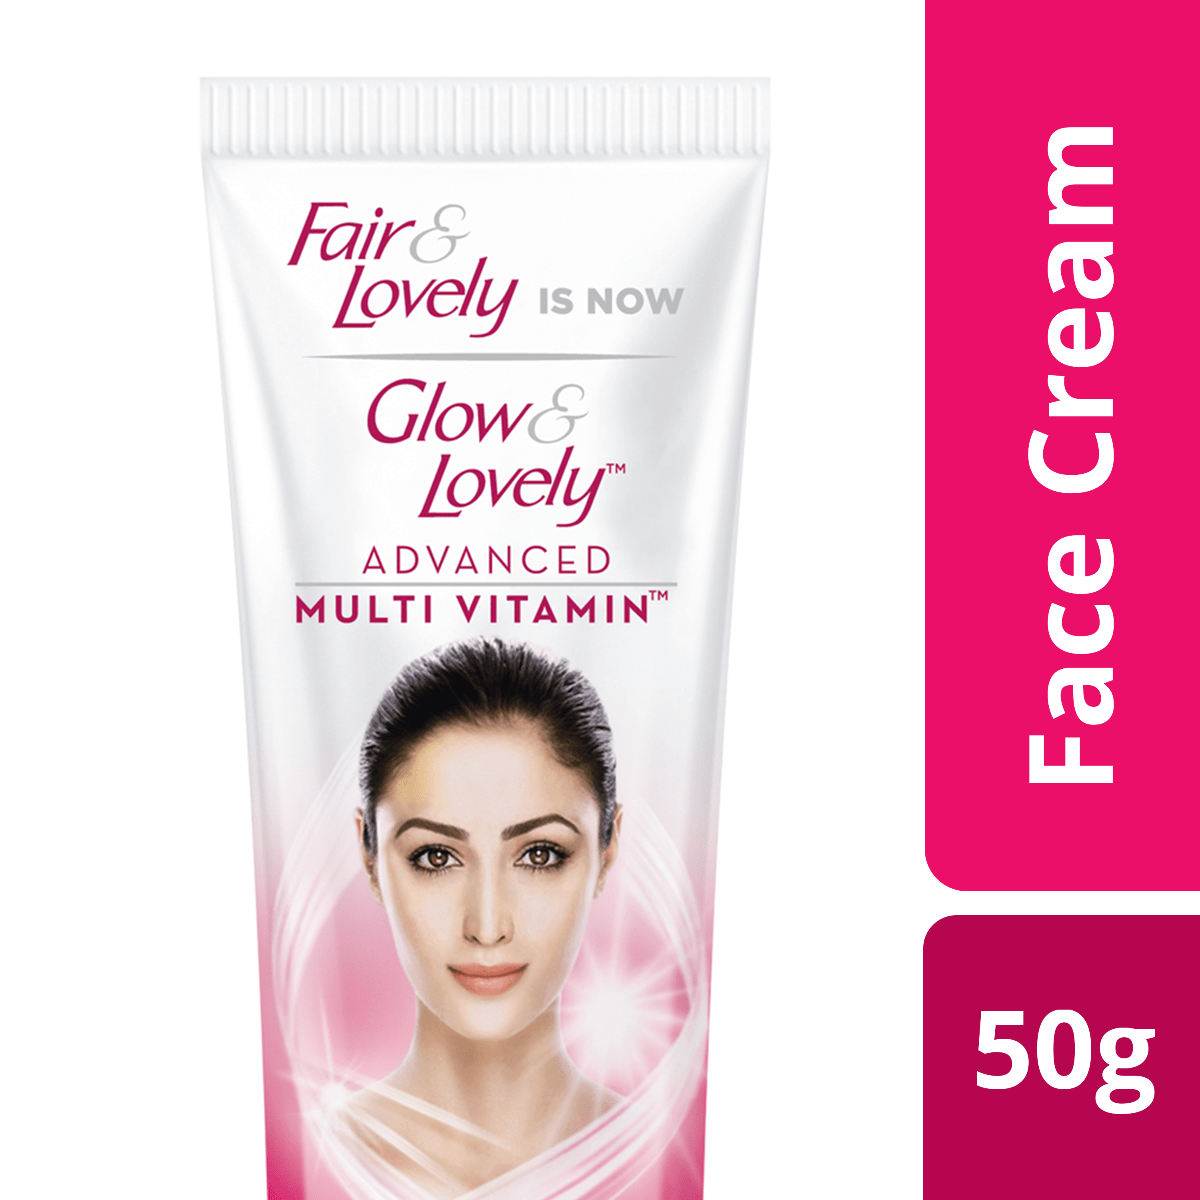 Fair &
Lovely IS NOW
Glow &
Lovely™
ADVANCED
MULTI VITAMIN™
Face Cream
50g